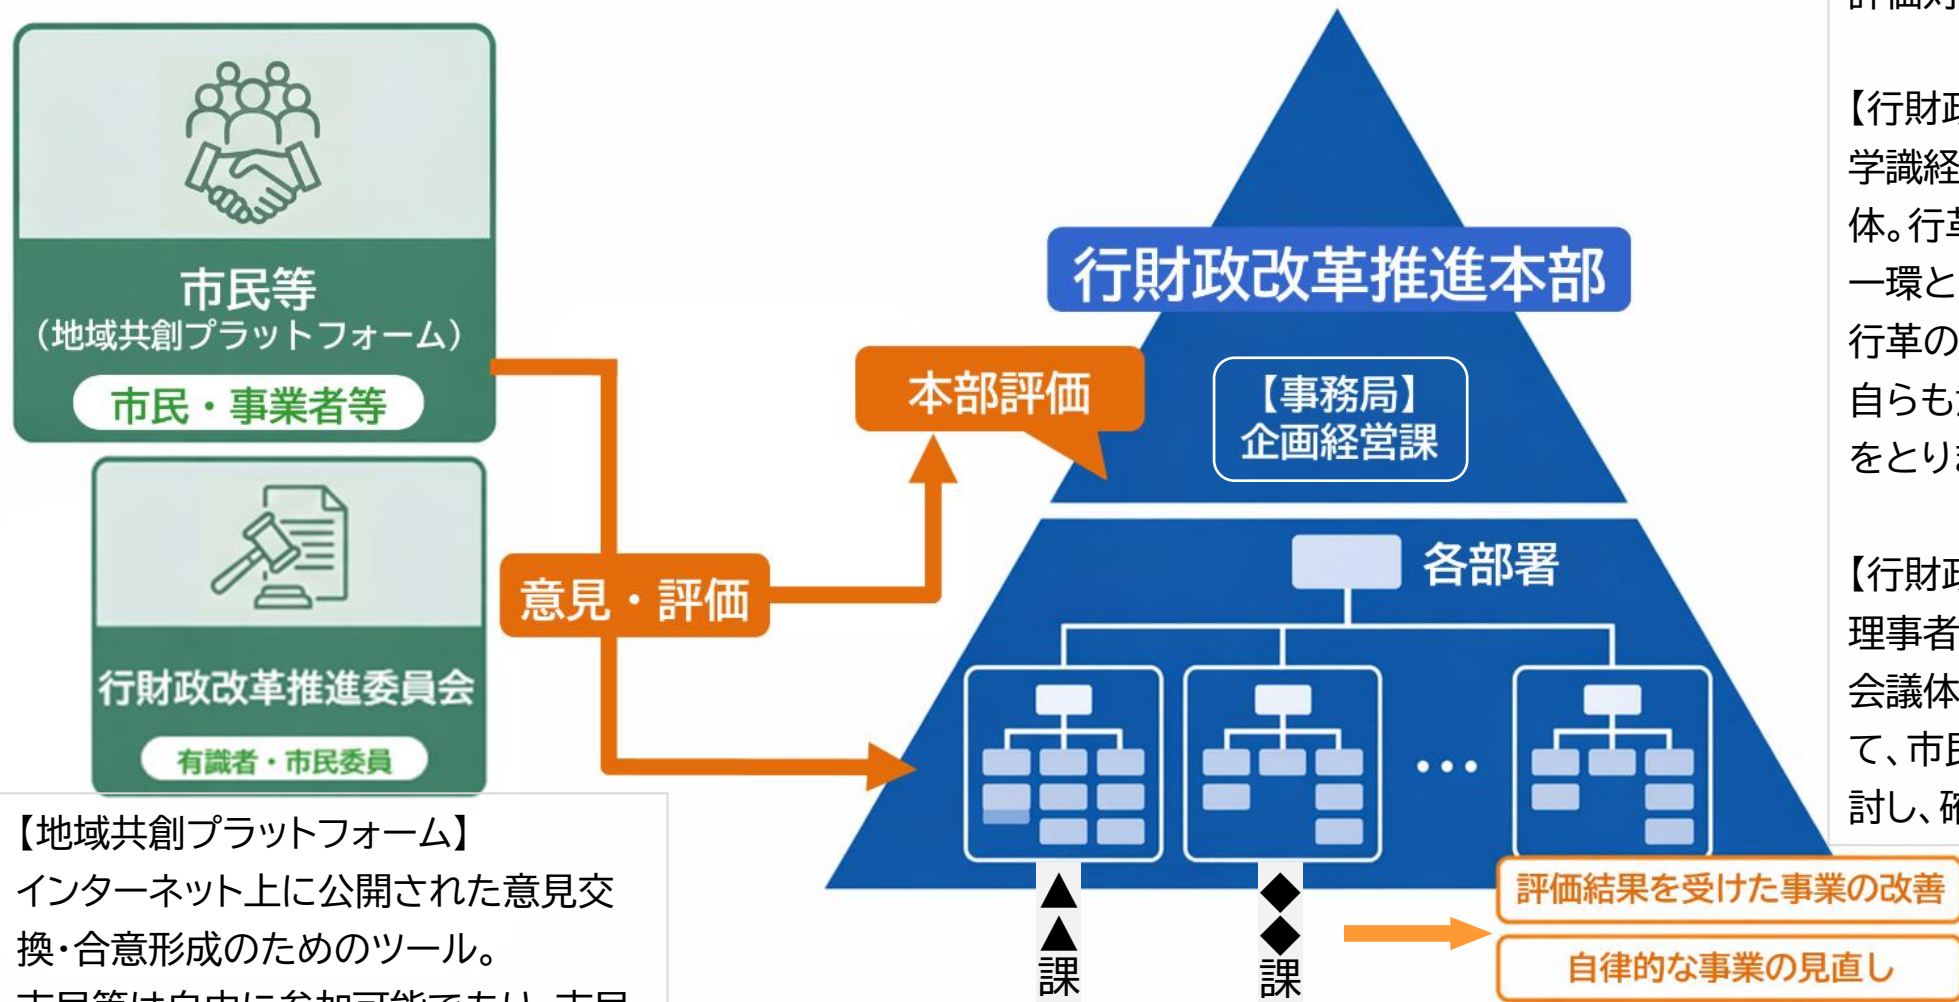 市民等
(地域共創プラットフォーム)
市民・事業者等
行財政改革推進委員会
有識者・市民委員
意見・評価
本部評価
行財政改革推進本部
【事務局】
企画経営課
各部署
・・・
▲▲課
◆◆課
評価結果を受けた事業の改善
自律的な事業の見直し
【地域共創プラットフォーム】
インターネット上に公開された意見交
換・合意形成のためのツール。
【行財
学識経
体。行革
一環と
行革の
自らも
をとり
【行財
理事者
会議体
て、市民
討し、確